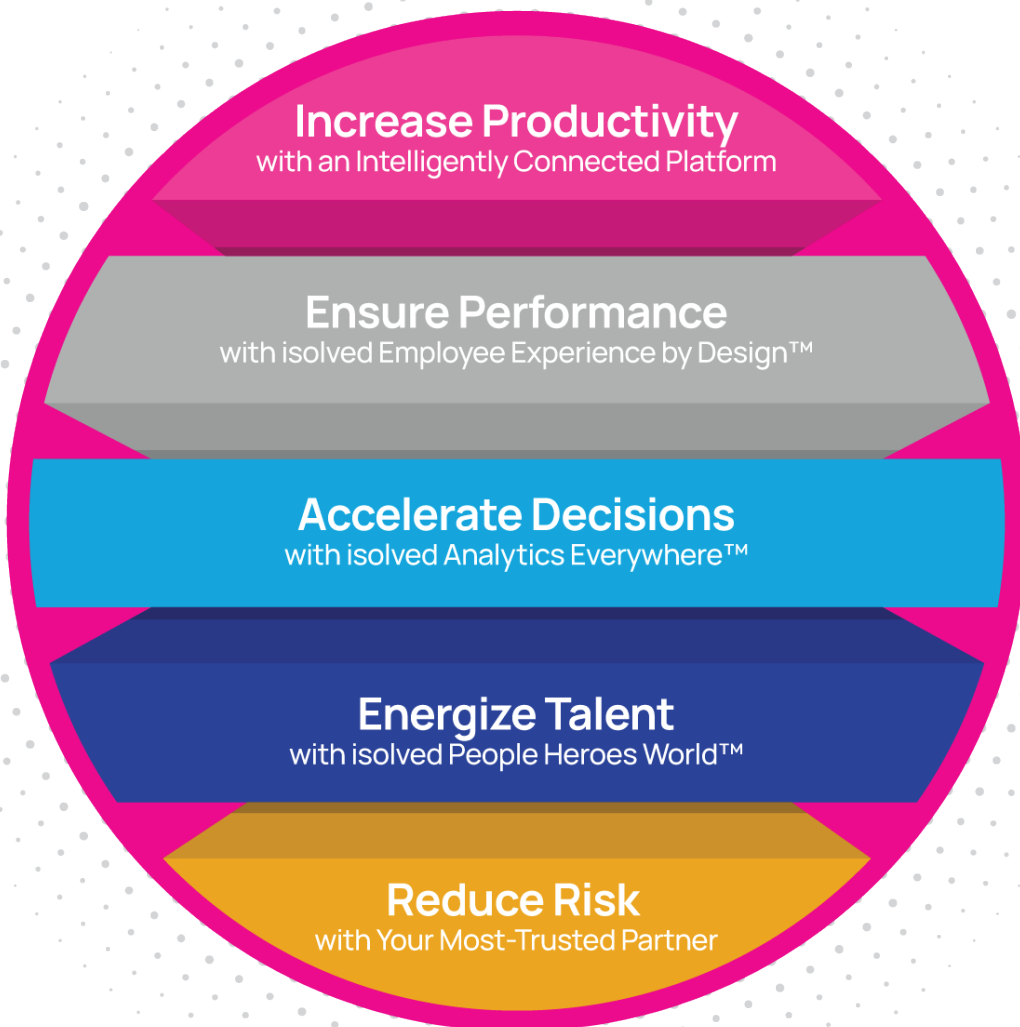 Increase Productivity
with an Intelligently Connected Platform
Ensure Performance
with isolved Employee Experience by Design™
Accelerate Decisions
with isolved Analytics Everywhere™
Energize Talent
with isolved People Heroes World™
Reduce Risk
with Your Most-Trusted Partner